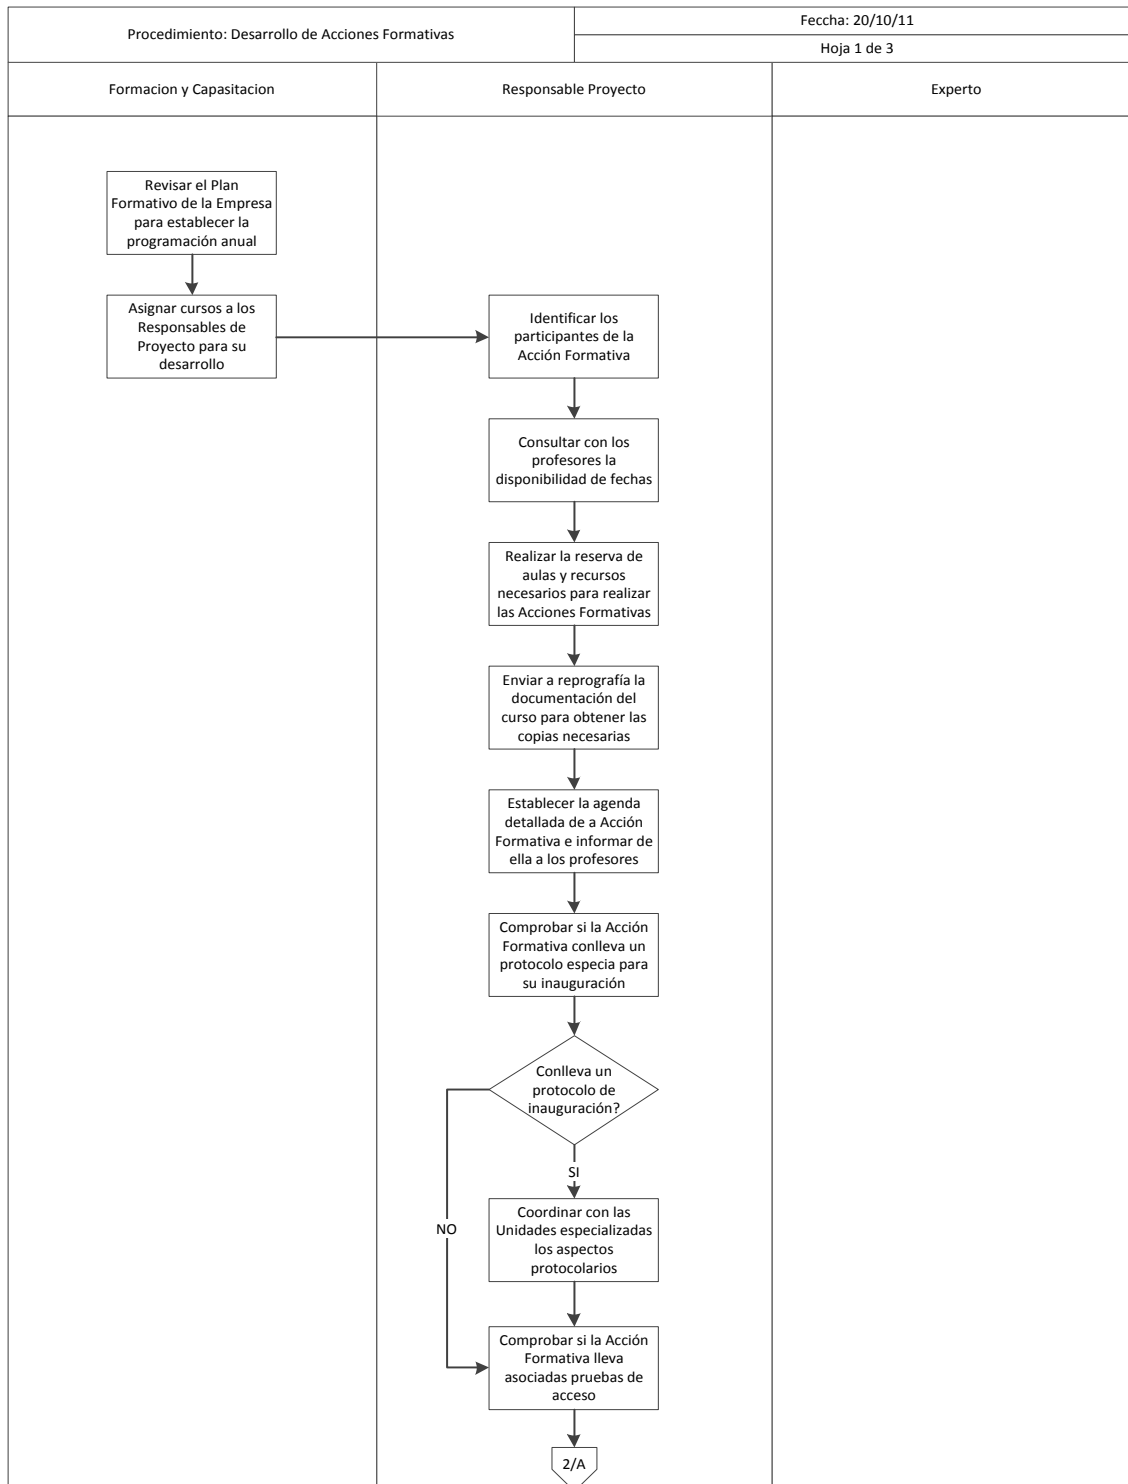 Procedimiento: Desarrollo de Acciones Formativas
Feccha: 20/10/11
Hoja 1 de 3
Formacion y Capasitacion
Responsable Proyecto
Experto
Revisar el Plan
Formativo de la Empresa
para establecer la
programación anual
Asignar cursos a los
Responsables de
Proyecto para su
desarrollo
Identificar los
participantes de la
Acción Formativa
Consultar con los
profesores la
disponibilidad de fechas
Realizar la reserva de
aulas y recursos
necesarios para realizar
las Acciones Formativas
Enviar a reprografía la
documentación del
curso para obtener las
copias necesarias
Establecer la agenda
detallada de a Acción
Formativa e informar de
ella a los profesores
Comprobar si la Acción
Formativa conlleva un
protocolo especia para
su inauguración
Conlleva un
protocolo de
inauguración?
SI
NO
Coordinar con las
Unidades especializadas
los aspectos
protocolarios
Comprobar si la Acción
Formativa lleva
asociadas pruebas de
acceso
2/A